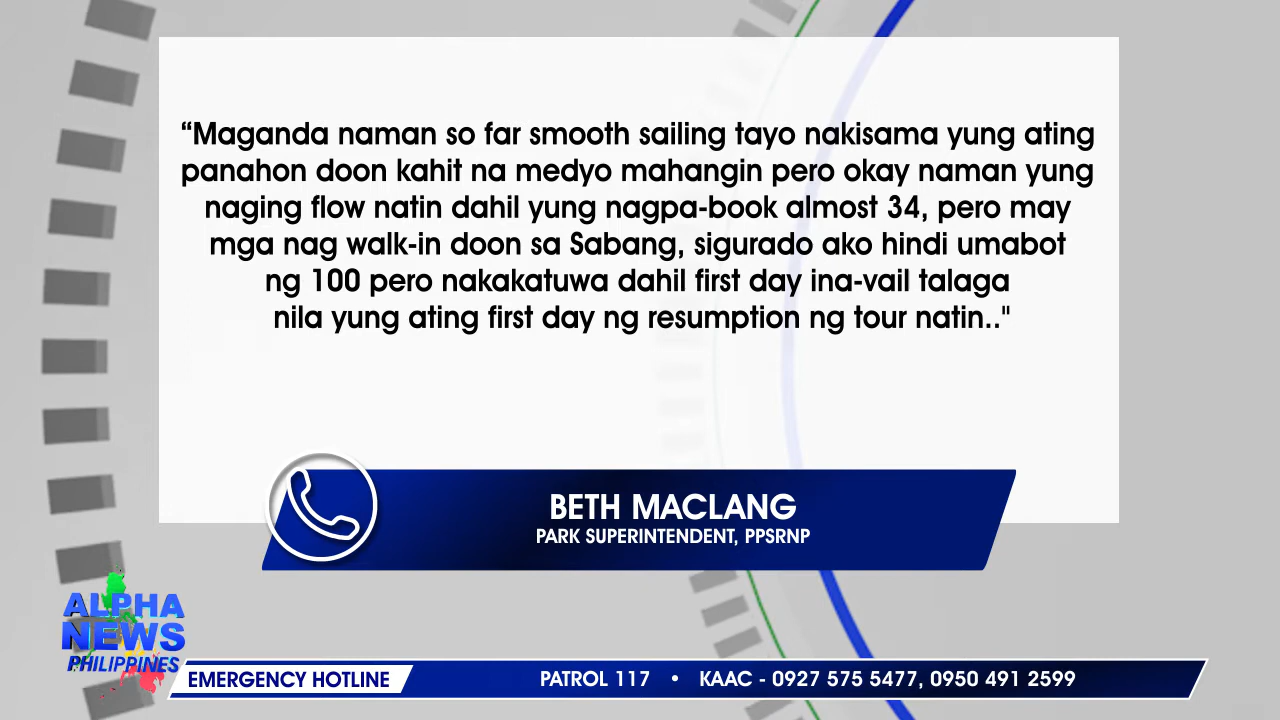 “Maganda naman so far smooth sailing tayo nakisama yung ating
panahon doon kahit na medyo mahangin pero okay naman yung
naging flow natin dahil yung nagpa-book almost 34, pero may
mga nag walk-in doon sa Sabang, sigurado ako hindi umabot
ng 100 pero nakakatuwa dahil first day ina-vail talaga
nila yung ating first day ng resumption ng tour natin.."
BETH MACLANG
PARK SUPERINTENDENT, PPSRNP
ALPHA
NEWS
PHILIPPINES
EMERGENCY HOTLINE
PATROL 117 • KAAC - 0927 575 5477, 0950 491 2599